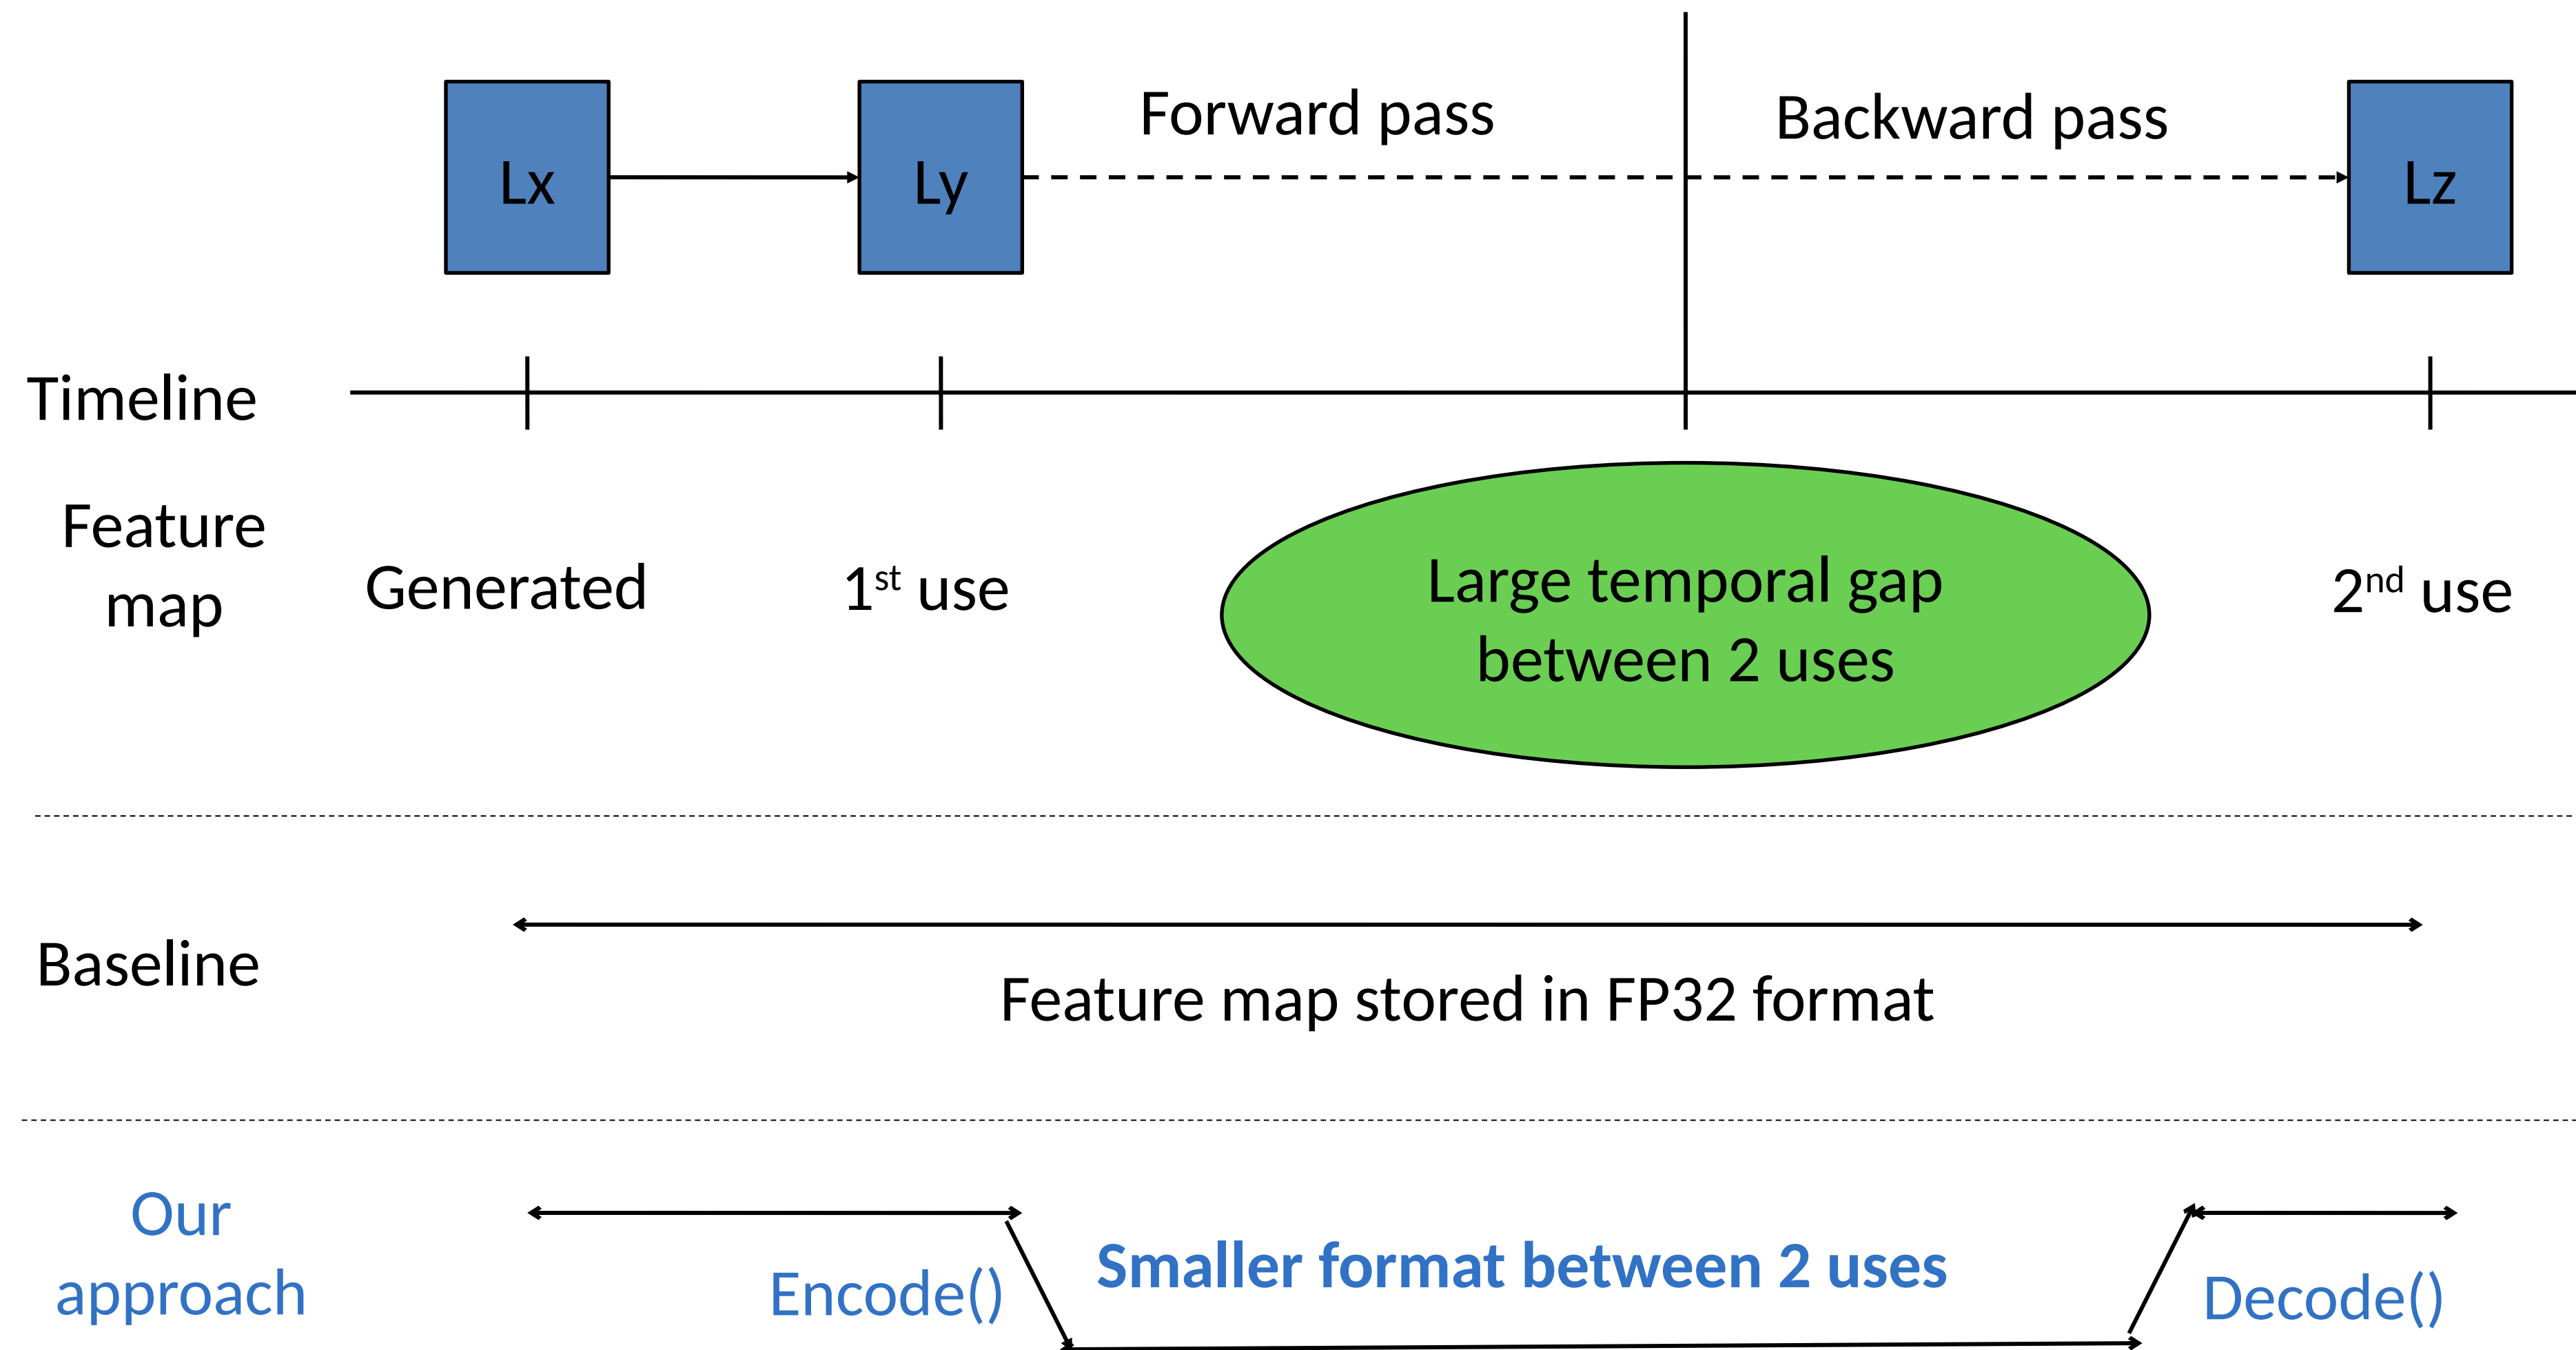 Forward pass
Backward pass
Lx
Ly
Lz
Timeline
Feature
map
Generated
1st use
Large temporal gap
between 2 uses
2nd use
Baseline
Feature map stored in FP32 format
Our
approach
Encode()
Smaller format between 2 uses
Decode()